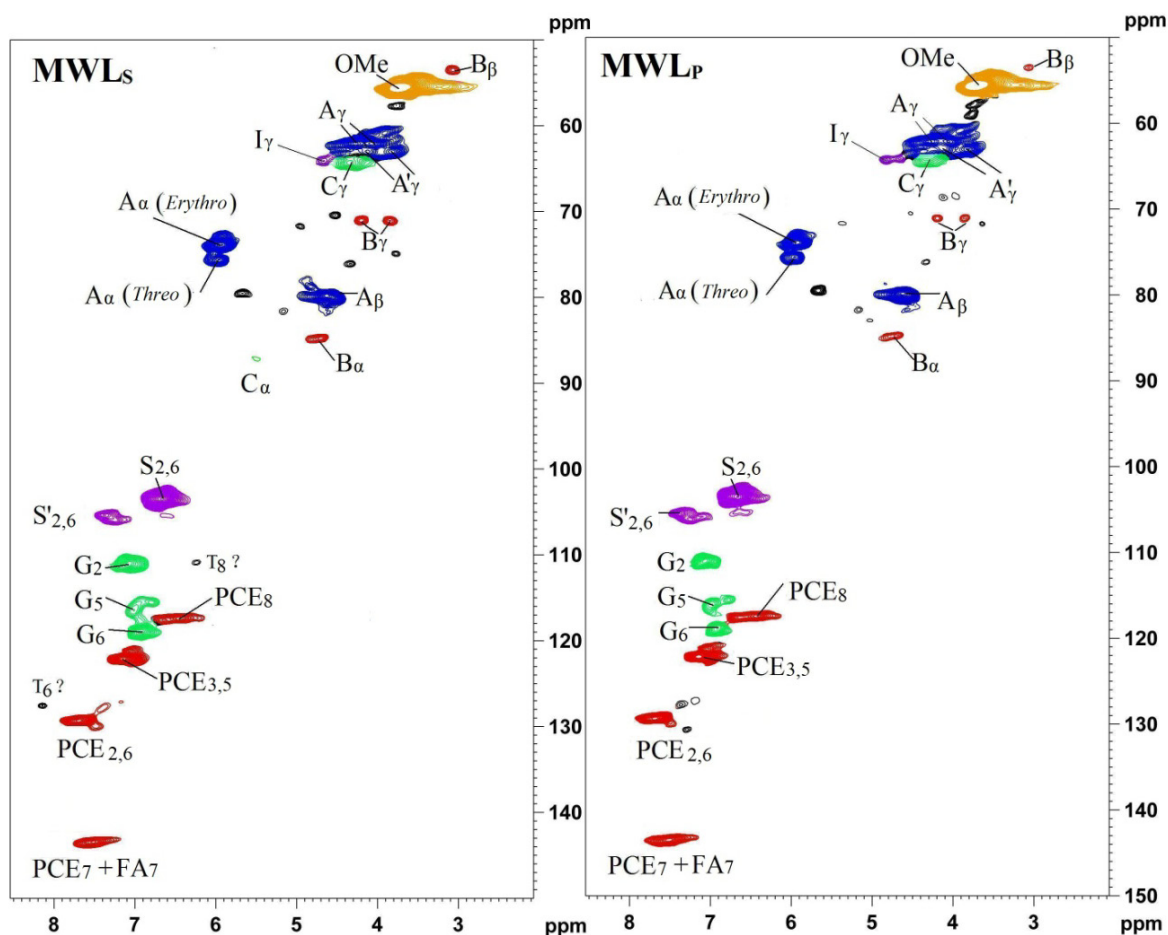 ppm
MWLS
OMe
Bβ
Aγ
Iγ
Cγ
A'γ
Aα (Erythro)
Bγ
Aα (Threo)
Aβ
Bα
Cα
S2,6
S'2,6
G2
T8 ?
G5
PCE8
G6
PCE3,5
T6 ?
PCE 2,6
PCE7 +FA7
60
70
80
90
100
110
120
130
140
8 7 6 5 4 3 ppm
ppm
MWLP
OMe
Bβ
Aγ
Iγ
Cγ
A'γ
Aα (Erythro)
Bγ
Aα (Threo)
Aβ
Bα
S2,6
S'2,6
G2
PCE8
G5
G6
PCE3,5
PCE 2,6
PCE7 +FA7
60
70
80
90
100
110
120
130
140
150
8 7 6 5 4 3 ppm